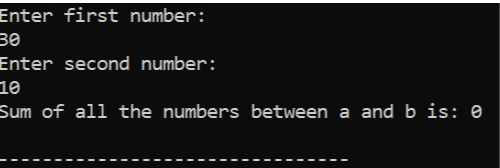 Enter first number:
30
Enter second number:
10
Sum of all the numbers between a and b is: 0
--------------------------------